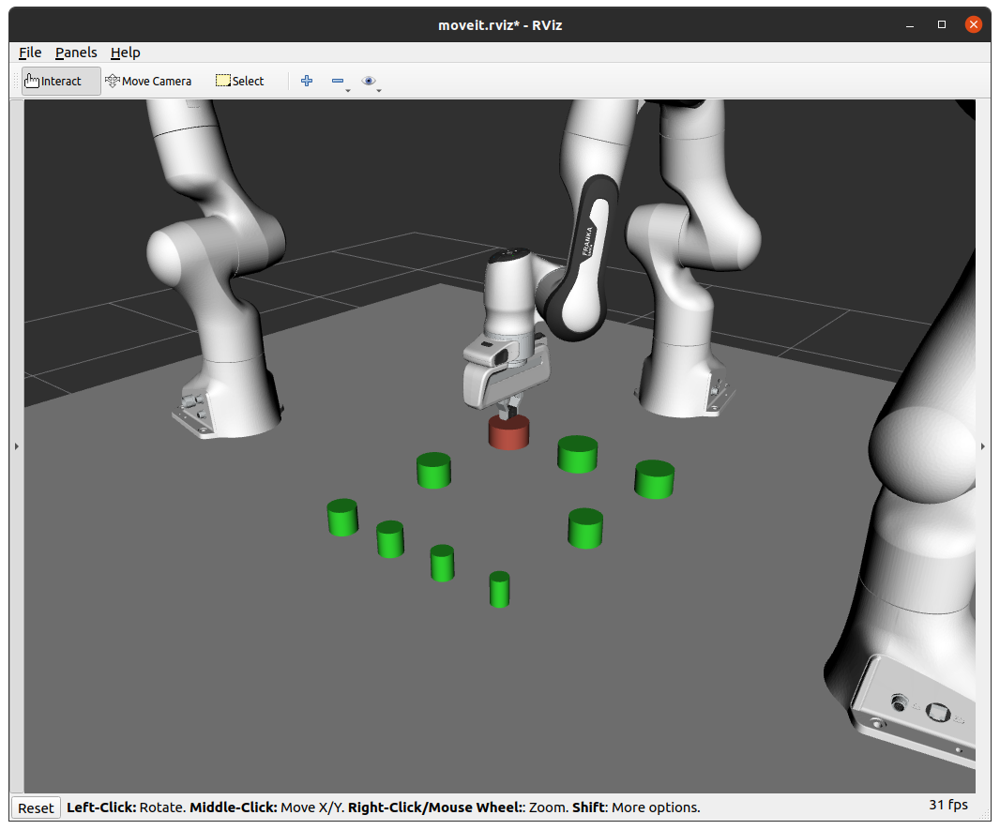 moveit.rviz* - RViz
File Panels Help
Interact Move Camera Select
FRANKA
Reset Left-Click: Rotate. Middle-Click: Move X/Y. Right-Click/Mouse Wheel:: Zoom. Shift: More options. 31 fps